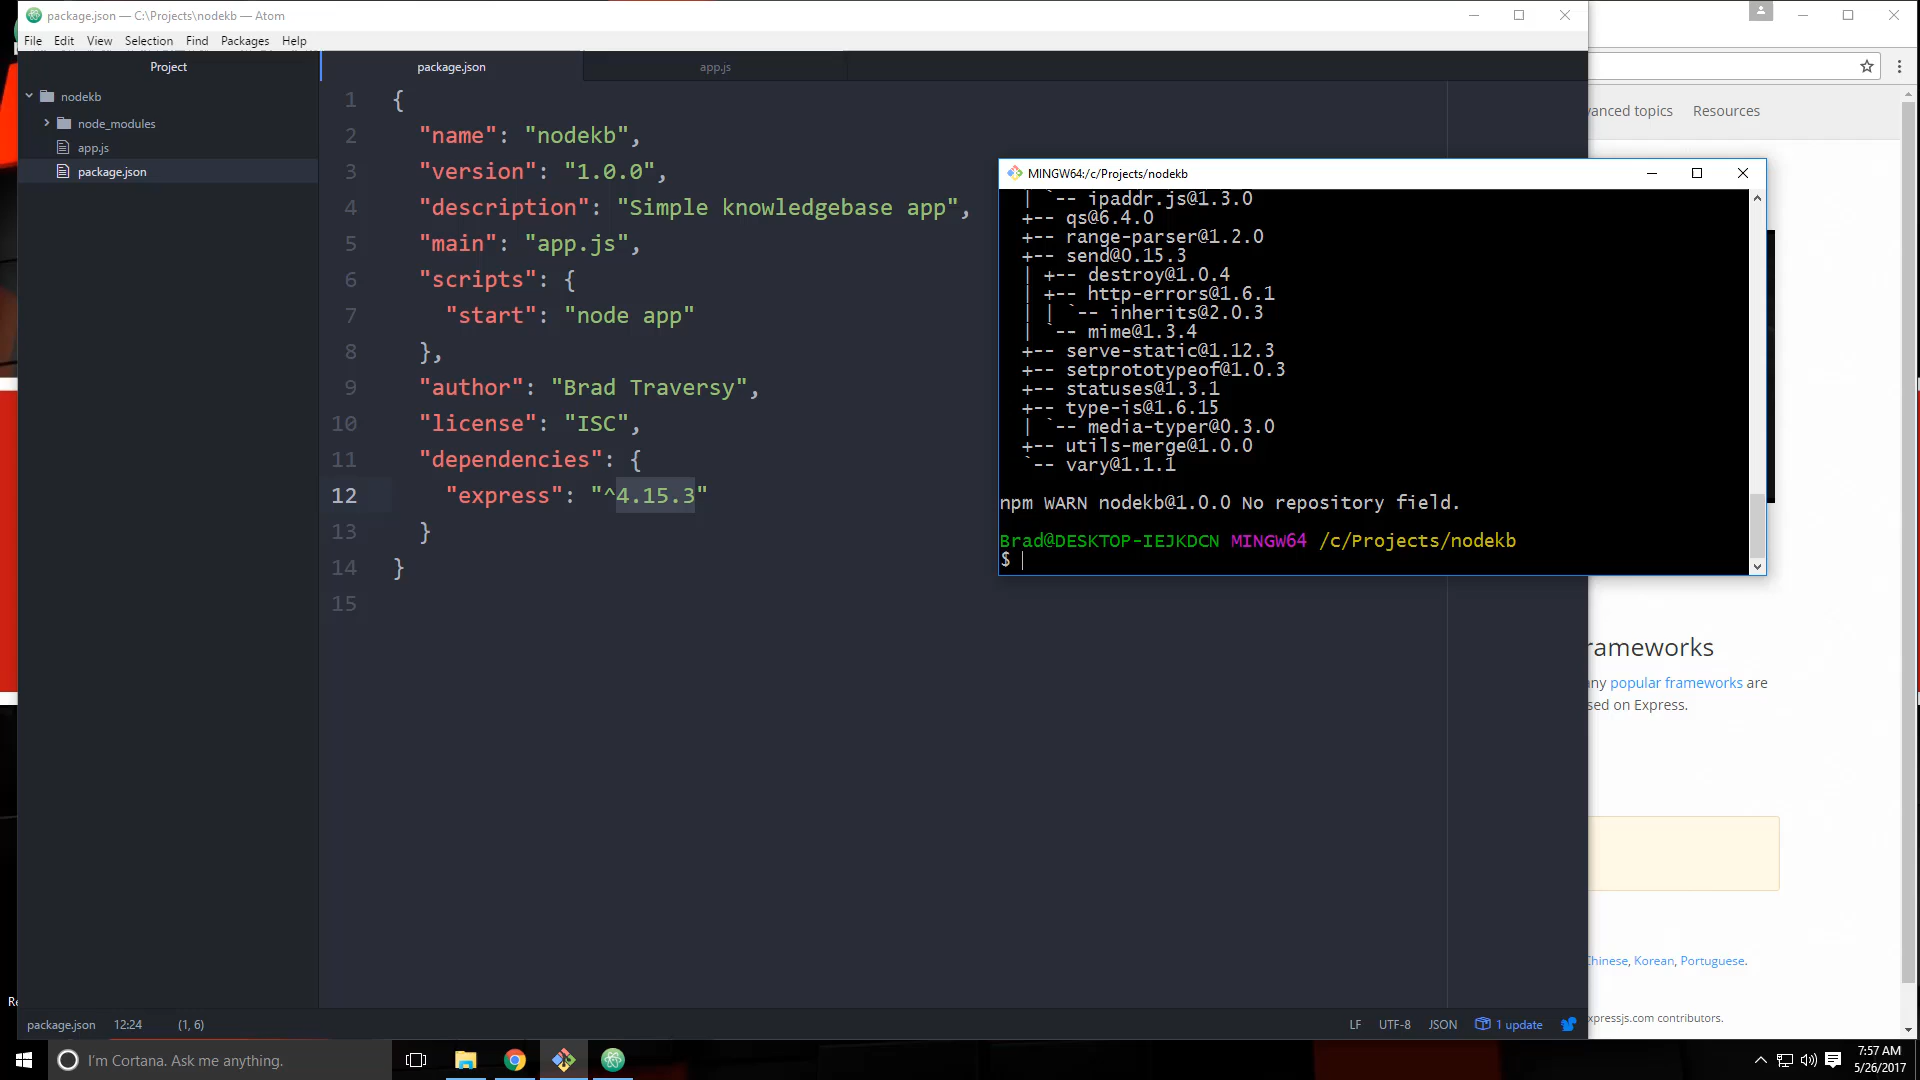 package.json — C:\Projects\nodekb — Atom
File Edit View Selection Find Packages Help
Project
nodekb
node_modules
app.js
package.json
package.json
app.js
1 {
2 "name": "nodekb",
3 "version": "1.0.0",
4 "description": "Simple knowledgebase app",
5 "main": "app.js",
6 "scripts": {
7 "start": "node app"
8 },
9 "author": "Brad Traversy",
10 "license": "ISC",
11 "dependencies": {
12 "express": "^4.15.3"
13 }
14 }
15
MINGW64:/c/Projects/nodekb
| `-- ipaddr.js@1.3.0
+-- qs@6.4.0
+-- range-parser@1.2.0
+-- send@0.15.3
| +-- destroy@1.0.4
| +-- http-errors@1.6.1
| | `-- inherits@2.0.3
| `-- mime@1.3.4
+-- serve-static@1.12.3
+-- setprototypeof@1.0.3
+-- statuses@1.3.1
+-- type-is@1.6.15
| `-- media-typer@0.3.0
+-- utils-merge@1.0.0
`-- vary@1.1.1
npm WARN nodekb@1.0.0 No repository field.
Brad@DESKTOP-IEJKDCN MINGW64 /c/Projects/nodekb
$
vanced topics Resources
rameworks
ny popular frameworks are
sed on Express.
Chinese, Korean, Portuguese.
xpressjs.com contributors.
Re
package.json 12:24 (1, 6)
LF UTF-8 JSON 1 update
I'm Cortana. Ask me anything.
7:57 AM
5/26/2017